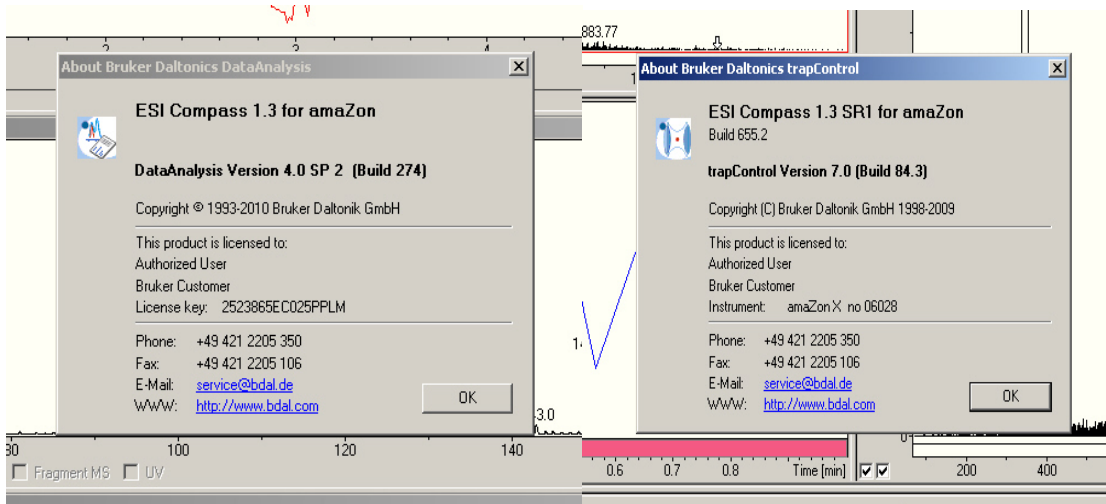 2
3
4
About Bruker Daltonics DataAnalysis
ESI Compass 1.3 for amaZon
DataAnalysis Version 4.0 SP 2 (Build 274)
Copyright © 1993-2010 Bruker Daltonik GmbH
This product is licensed to:
Authorized User
Bruker Customer
License key: 2523865EC025PPLM
Phone: +49 421 2205 350
Fax: +49 421 2205 106
E-Mail: service@bdal.de
WWW: http://www.bdal.com
OK
3.0
80 100 120 140
Fragment MS UV
883.77
About Bruker Daltonics trapControl
ESI Compass 1.3 SR1 for amaZon
Build 655.2
trapControl Version 7.0 (Build 84.3)
Copyright (C) Bruker Daltonik GmbH 1998-2009
This product is licensed to:
Authorized User
Bruker Customer
Instrument: amaZon X no 06028
Phone: +49 421 2205 350
Fax: +49 421 2205 106
E-Mail: service@bdal.de
WWW: http://www.bdal.com
OK
0.6 0.7 0.8 Time [min]
0
200 400